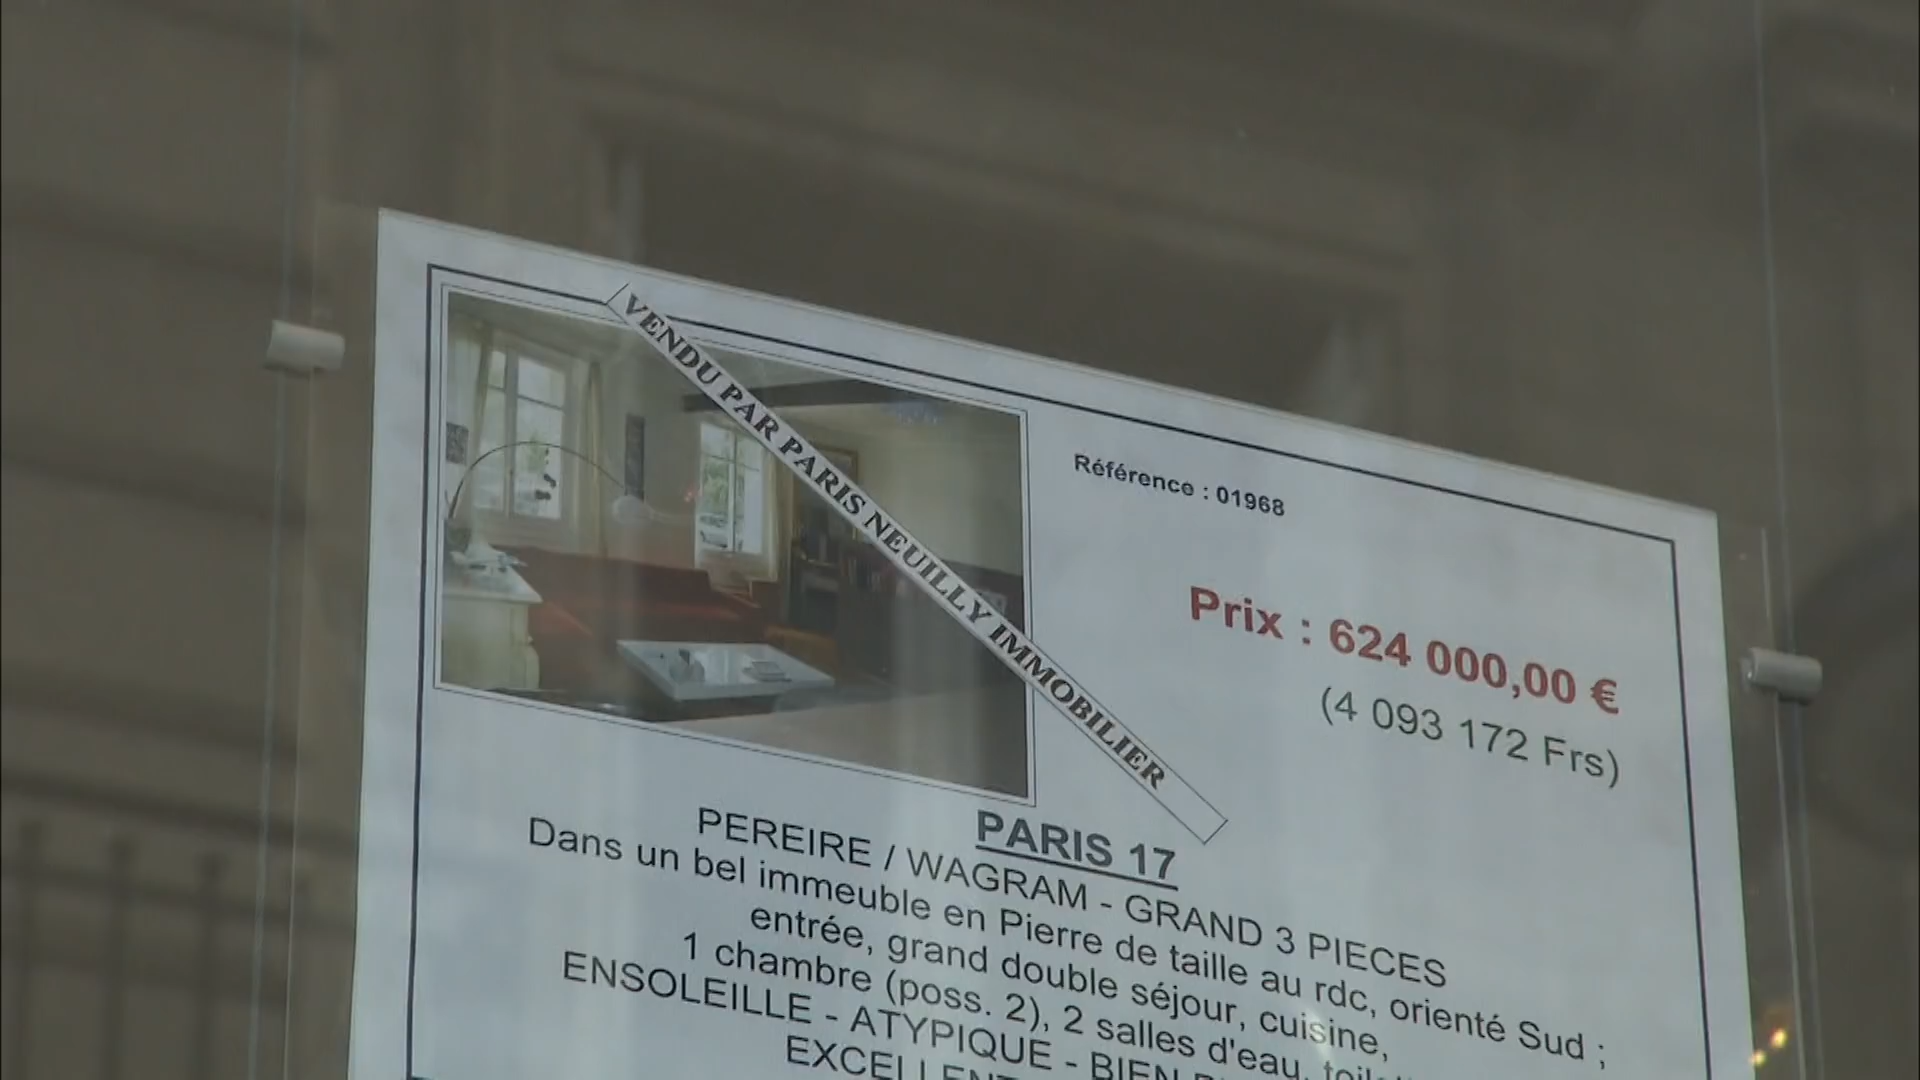 VENDU PAR PARIS NEUILLY IMMOBILIER
Référence : 01968
Prix : 624 000,00 €
(4 093 172 Frs)
PARIS 17
PEREIRE / WAGRAM - GRAND 3 PIECES
Dans un bel immeuble en Pierre de taille au rdc, orienté Sud ;
entrée, grand double séjour, cuisine,
1 chambre (poss. 2), 2 salles d'eau,
ENSOLEILLE - ATYPIQUE - BIEN